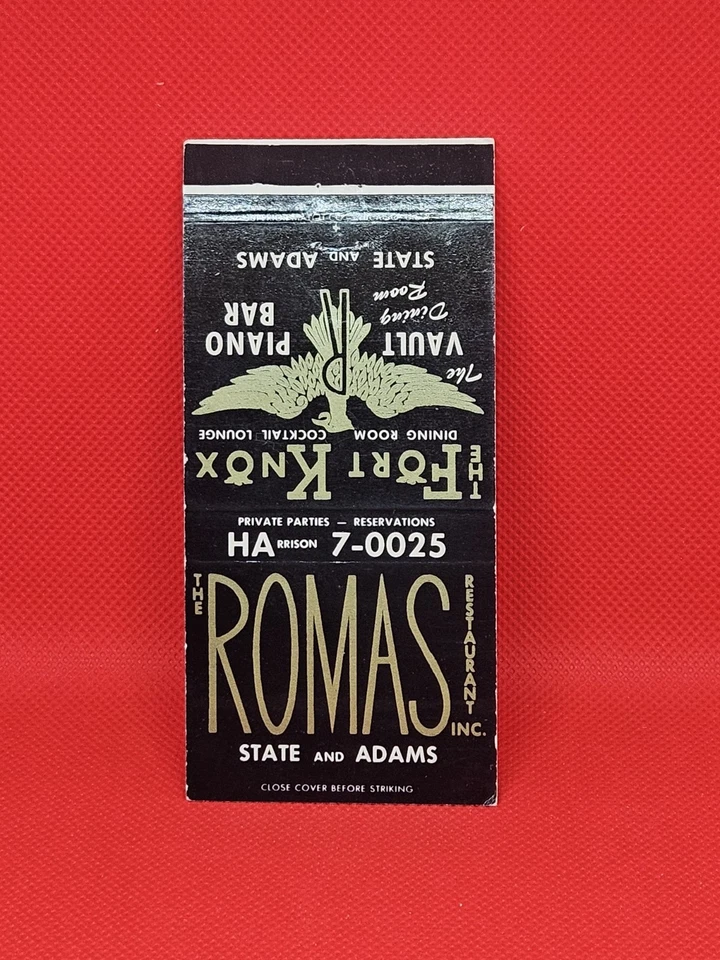 PRIVATE PARTIES — RESERVATIONS
HARRISON 7-0025
THE ROMAS RESTAURANT INC.
STATE AND ADAMS
CLOSE COVER BEFORE STRIKING
THE FORT KNOX
DINING ROOM COCKTAIL LOUNGE
The VAULT Dining Room
PIANO BAR
STATE AND ADAMS